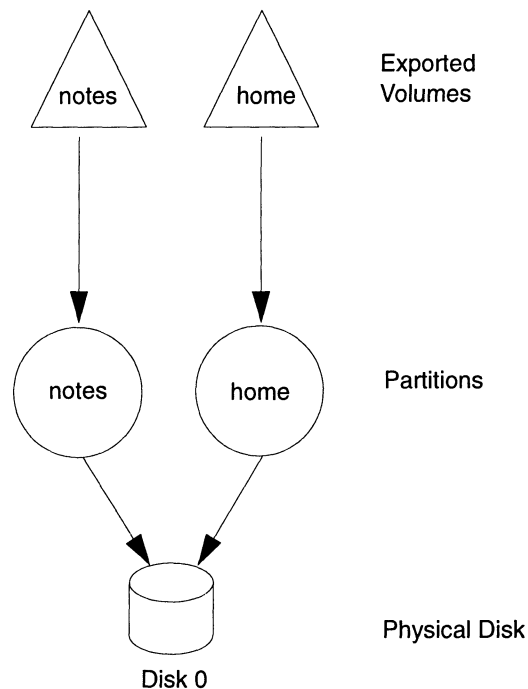 notes
home
Exported
Volumes
notes
home
Partitions
Physical Disk
Disk 0